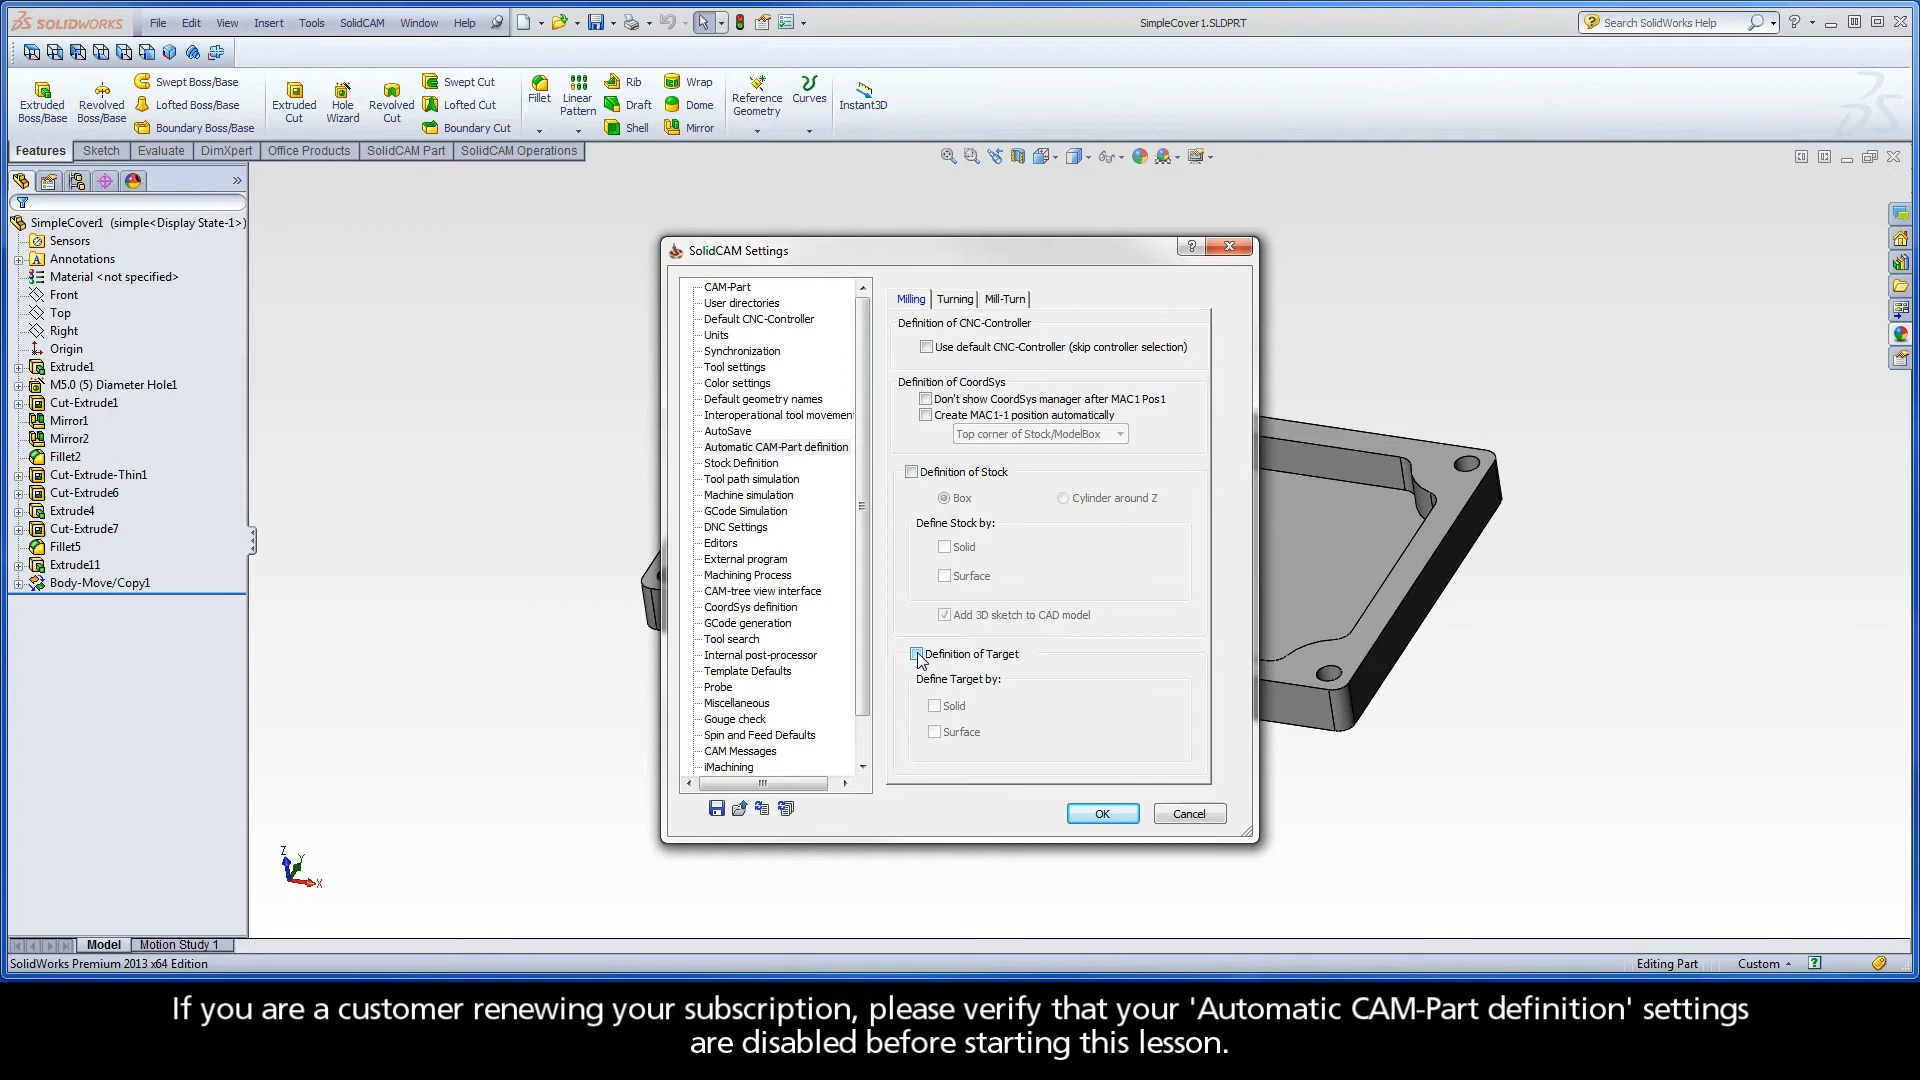 SOLIDWORKS File Edit View Insert Tools SolidCAM Window Help SimpleCover1.SLDPRT Search SolidWorks Help
Extruded Boss/Base
Revolved Boss/Base
Swept Boss/Base
Lofted Boss/Base
Boundary Boss/Base
Extruded Cut
Hole Wizard
Revolved Cut
Swept Cut
Lofted Cut
Boundary Cut
Fillet
Linear Pattern
Rib
Draft
Shell
Wrap
Dome
Mirror
Reference Geometry
Curves
Instant3D
Features Sketch Evaluate DimXpert Office Products SolidCAM Part SolidCAM Operations
SimpleCover1 (simple<Display State-1>)
Sensors
Annotations
Material <not specified>
Front
Top
Right
Origin
Extrude1
M5.0 (5) Diameter Hole1
Cut-Extrude1
Mirror1
Mirror2
Fillet2
Cut-Extrude-Thin1
Cut-Extrude6
Extrude4
Cut-Extrude7
Fillet5
Extrude11
Body-Move/Copy1
SolidCAM Settings
CAM-Part
User directories
Default CNC-Controller
Units
Synchronization
Tool settings
Color settings
Default geometry names
Interoperational tool movemen
AutoSave
Automatic CAM-Part definition
Stock Definition
Tool path simulation
Machine simulation
GCode Simulation
DNC Settings
Editors
External program
Machining Process
CAM-tree view interface
CoordSys definition
GCode generation
Tool search
Internal post-processor
Template Defaults
Probe
Miscellaneous
Gouge check
Spin and Feed Defaults
CAM Messages
iMachining
Milling Turning Mill-Turn
Definition of CNC-Controller
Use default CNC-Controller (skip controller selection)
Definition of CoordSys
Don't show CoordSys manager after MAC1 Pos1
Create MAC1-1 position automatically
Top corner of Stock/ModelBox
Definition of Stock
Box Cylinder around Z
Define Stock by:
Solid
Surface
Add 3D sketch to CAD model
Definition of Target
Define Target by:
Solid
Surface
OK Cancel
Z Y X
Model Motion Study 1
SolidWorks Premium 2013 x64 Edition Editing Part Custom
If you are a customer renewing your subscription, please verify that your 'Automatic CAM-Part definition' settings
are disabled before starting this lesson.